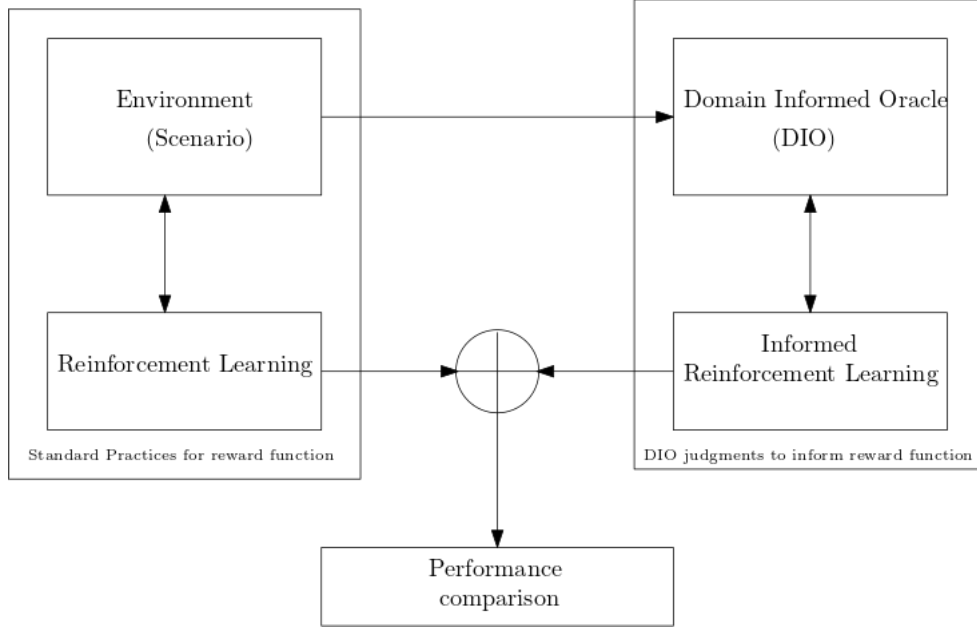 Environment
(Scenario)
Domain Informed Oracle
(DIO)
Reinforcement Learning
Informed
Reinforcement Learning
Standard Practices for reward function
DIO judgments to inform reward function
Performance
comparison